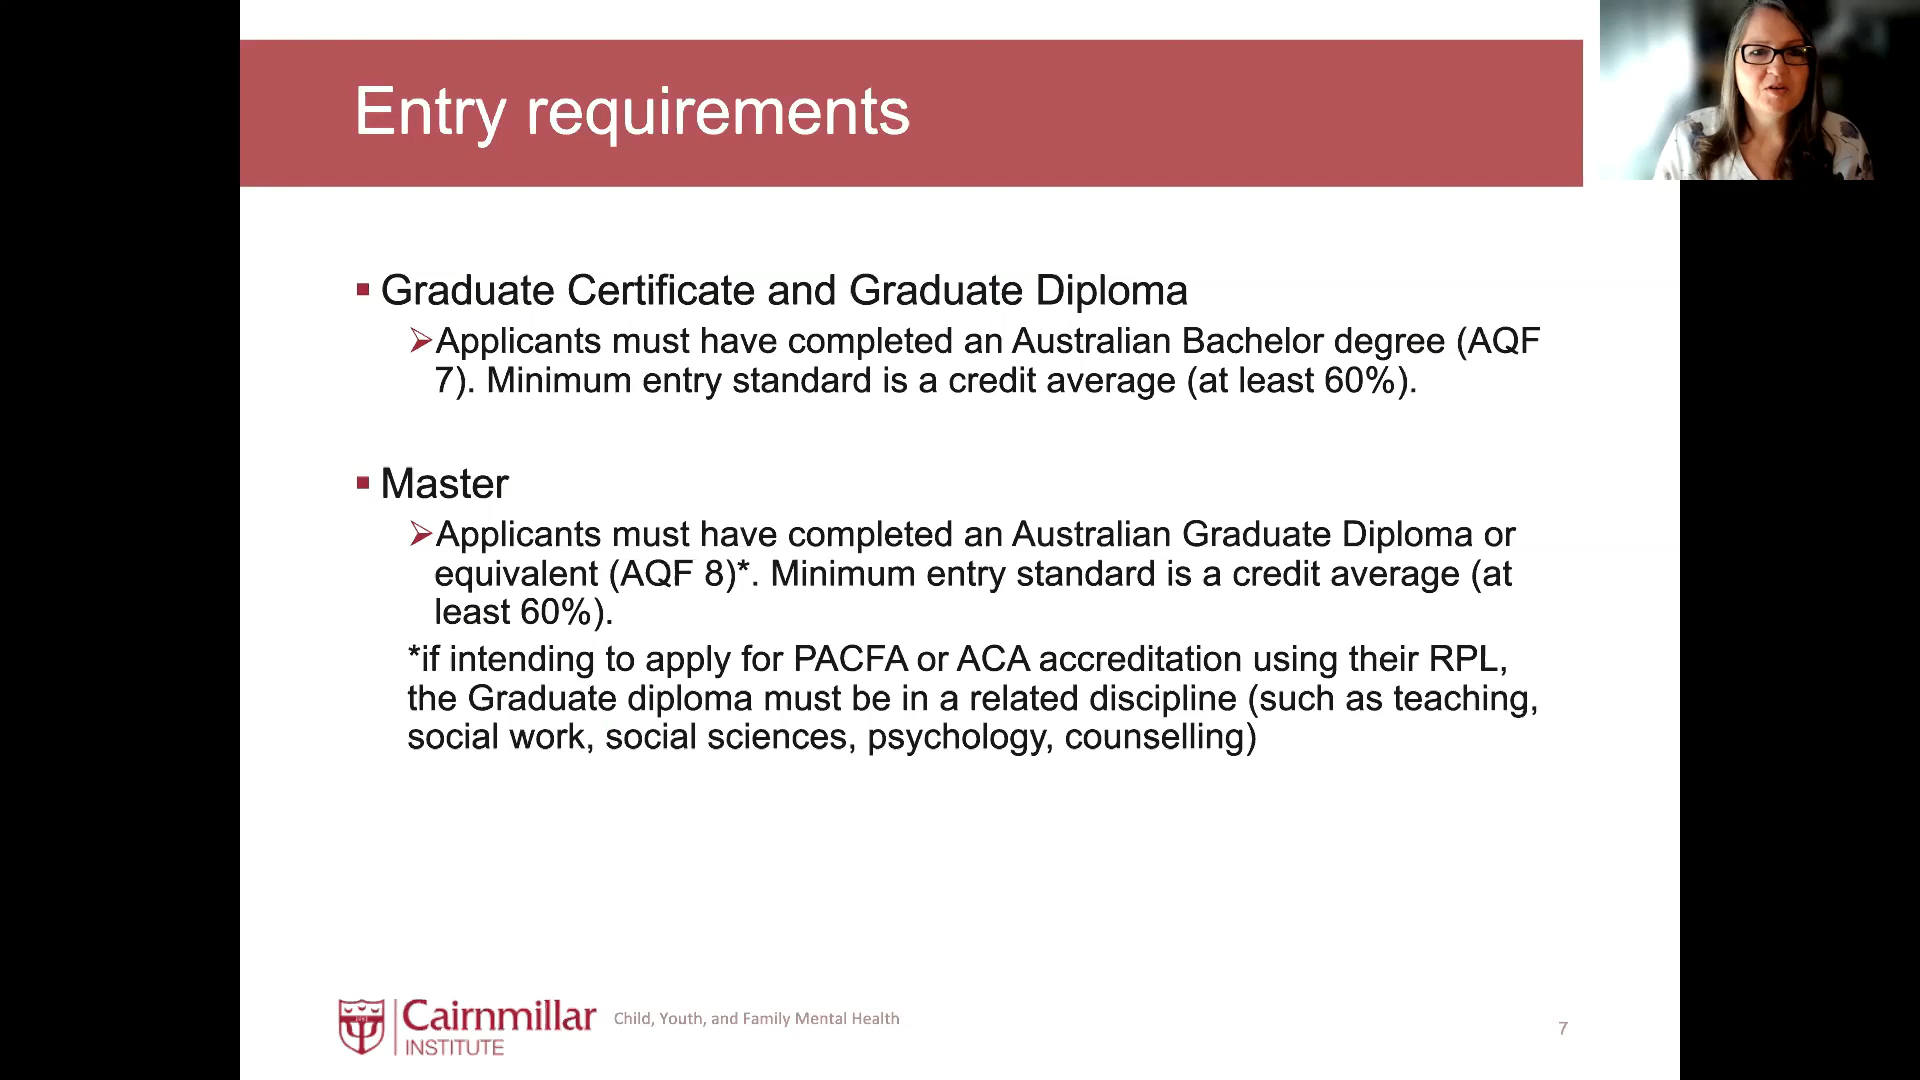 Entry requirements
Graduate Certificate and Graduate Diploma
Applicants must have completed an Australian Bachelor degree (AQF
7). Minimum entry standard is a credit average (at least 60%).
Master
Applicants must have completed an Australian Graduate Diploma or
equivalent (AQF 8)*. Minimum entry standard is a credit average (at
least 60%).
*if intending to apply for PACFA or ACA accreditation using their RPL,
the Graduate diploma must be in a related discipline (such as teaching,
social work, social sciences, psychology, counselling)
Cairnmillar
INSTITUTE
Child, Youth, and Family Mental Health
7